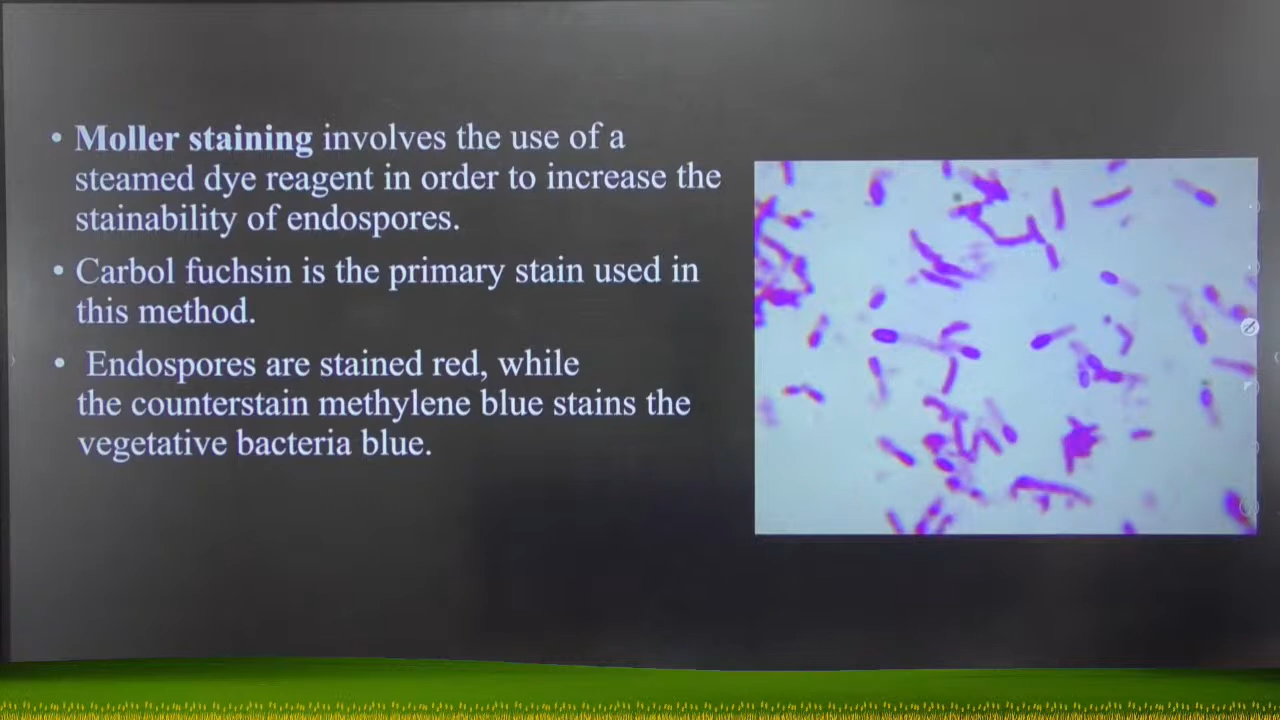 • Moller staining involves the use of a
steamed dye reagent in order to increase the
stainability of endospores.
• Carbol fuchsin is the primary stain used in
this method.
• Endospores are stained red, while
the counterstain methylene blue stains the
vegetative bacteria blue.